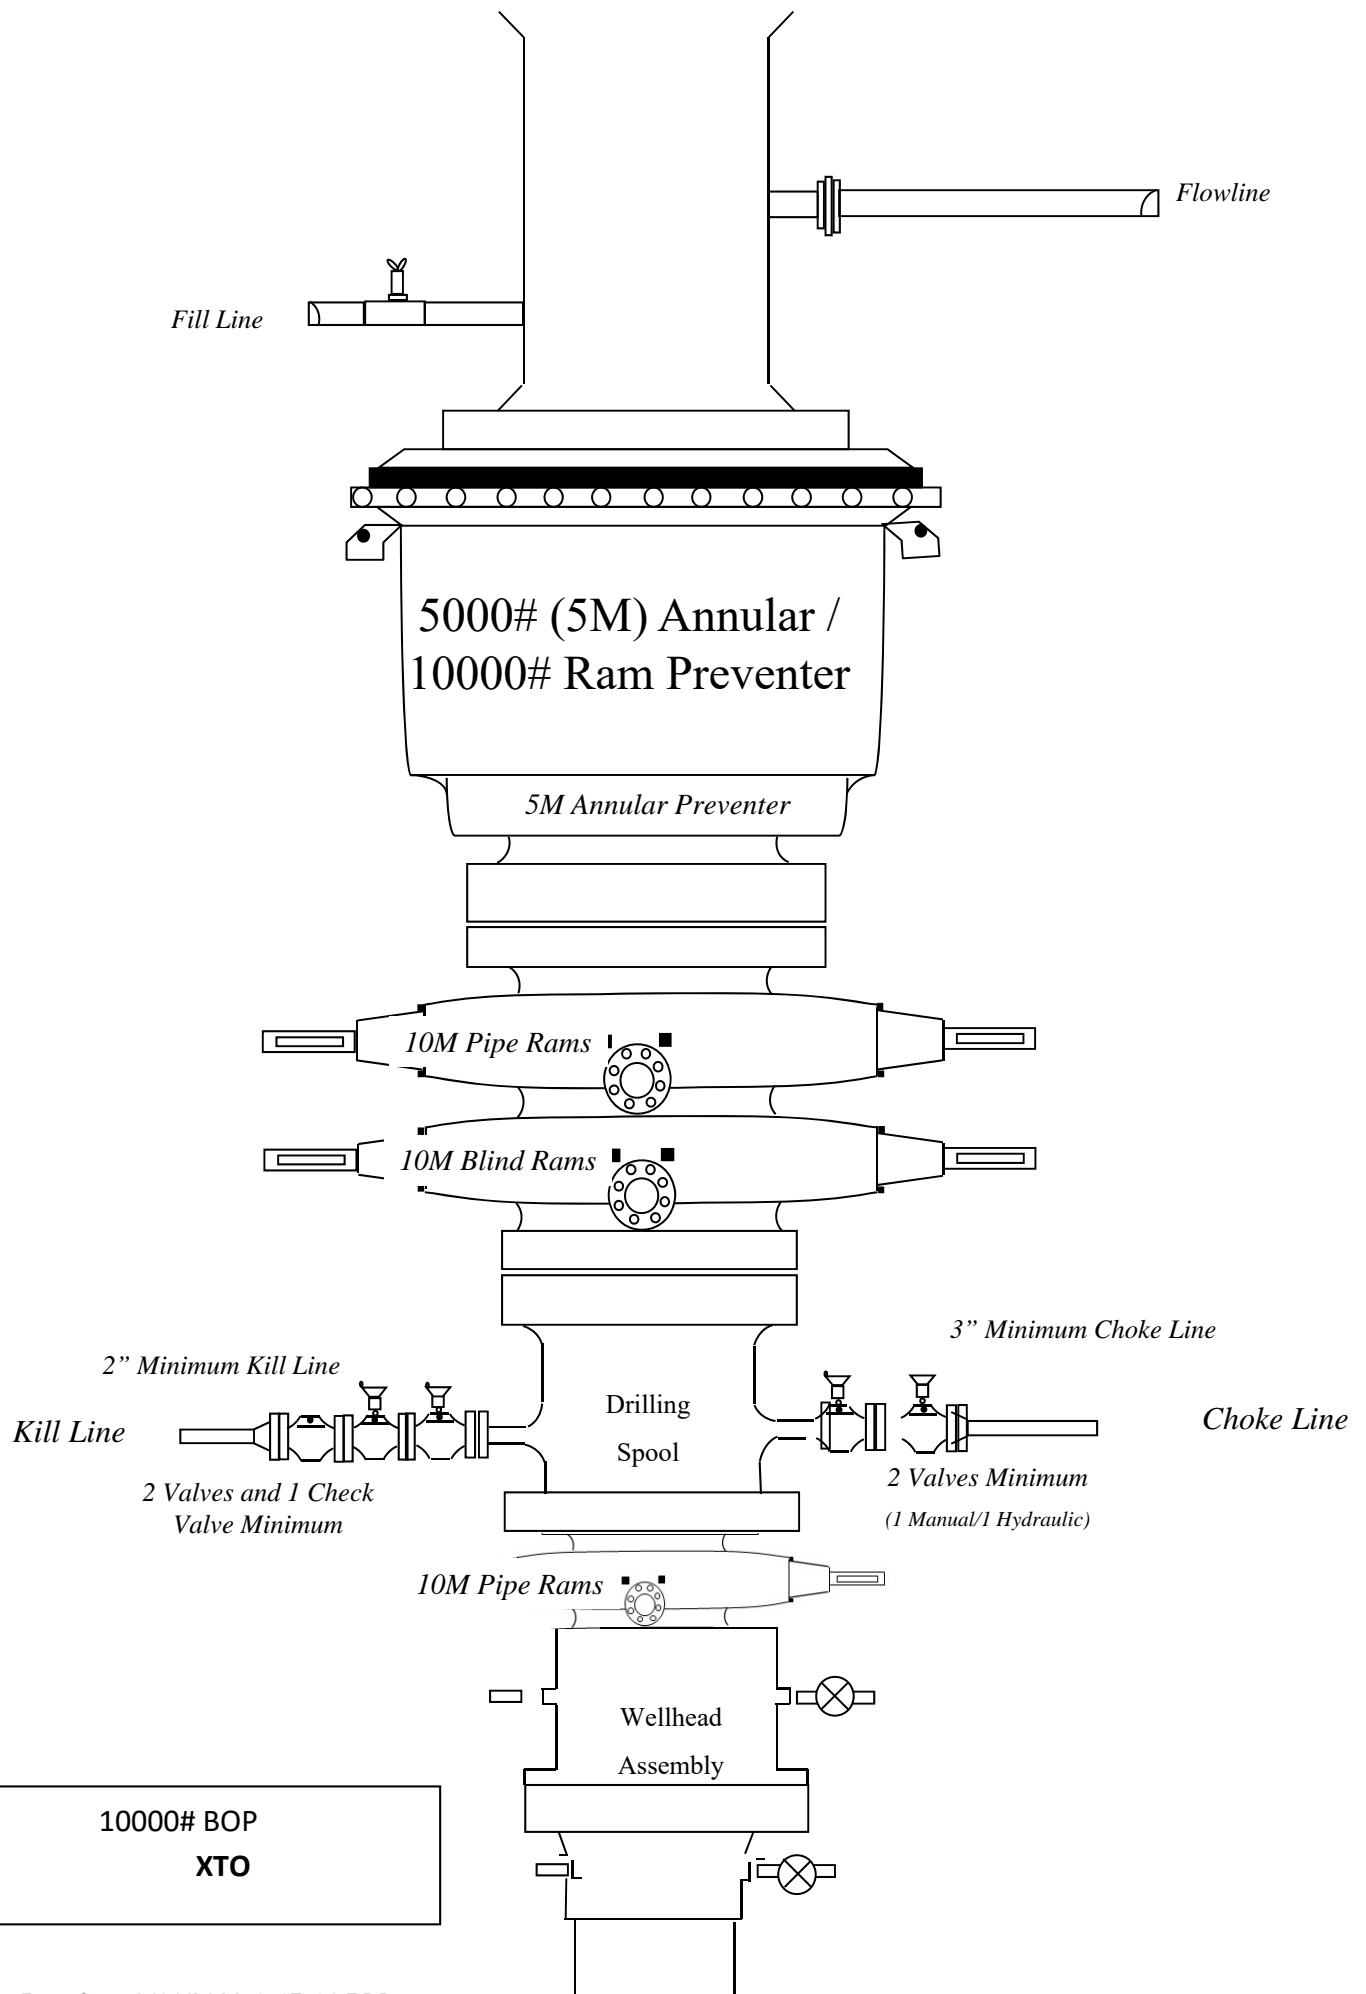 Flowline
Fill Line
5000# (5M) Annular /
10000# Ram Preventer
5M Annular Preventer
10M Pipe Rams
10M Blind Rams
3” Minimum Choke Line
2” Minimum Kill Line
Drilling
Spool
Kill Line
Choke Line
2 Valves and 1 Check
Valve Minimum
2 Valves Minimum
(1 Manual/1 Hydraulic)
10M Pipe Rams
Wellhead
Assembly
10000# BOP
XTO